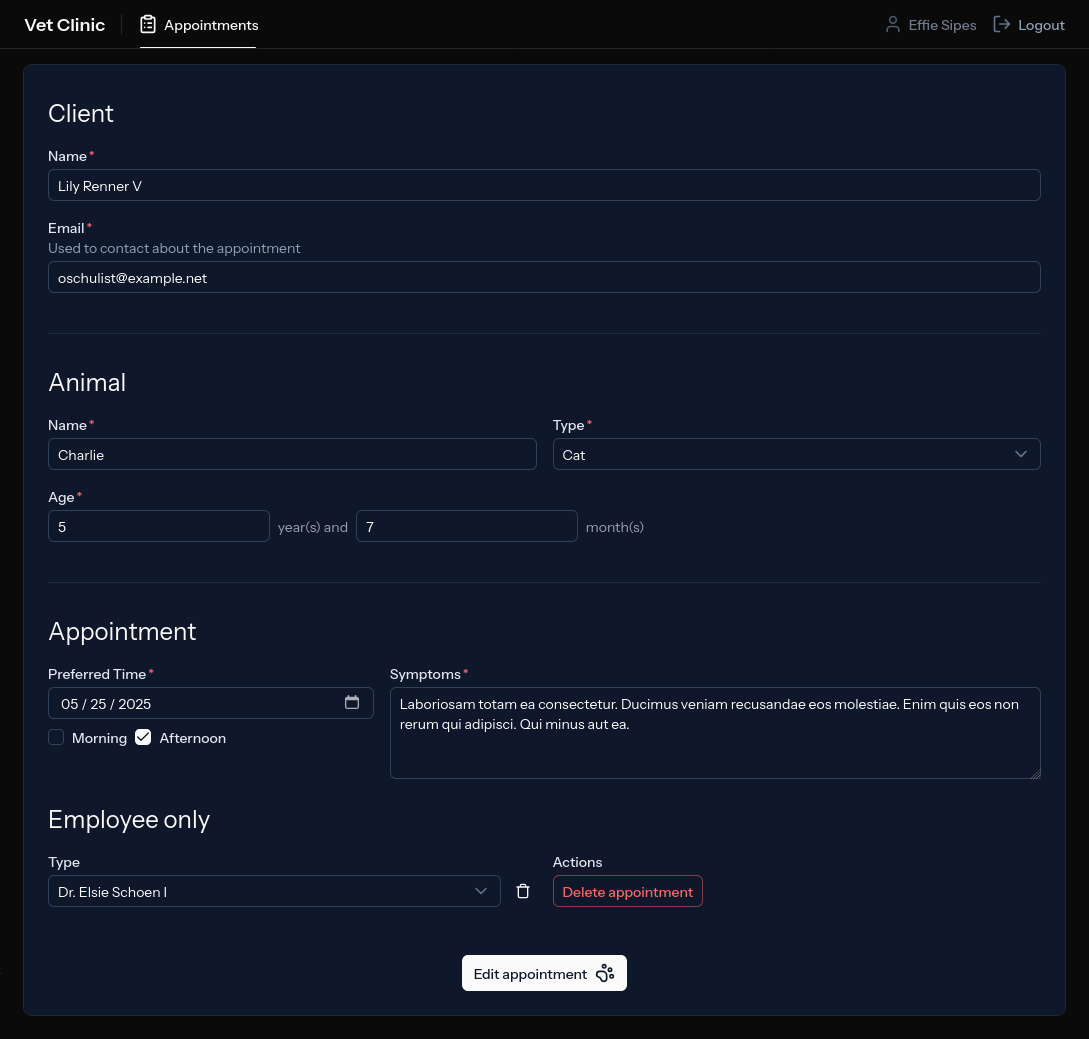 Vet Clinic Appointments Effie Sipes Logout
Client
Name*
Lily Renner V
Email*
Used to contact about the appointment
oschulist@example.net
Animal
Name* Type*
Charlie Cat
Age*
5 year(s) and 7 month(s)
Appointment
Preferred Time* Symptoms*
05 / 25 / 2025 Laboriosam totam ea consectetur. Ducimus veniam recusandae eos molestiae. Enim quis eos non
rerum qui adipisci. Qui minus aut ea.
Morning Afternoon
Employee only
Type Actions
Dr. Elsie Schoen I Delete appointment
Edit appointment